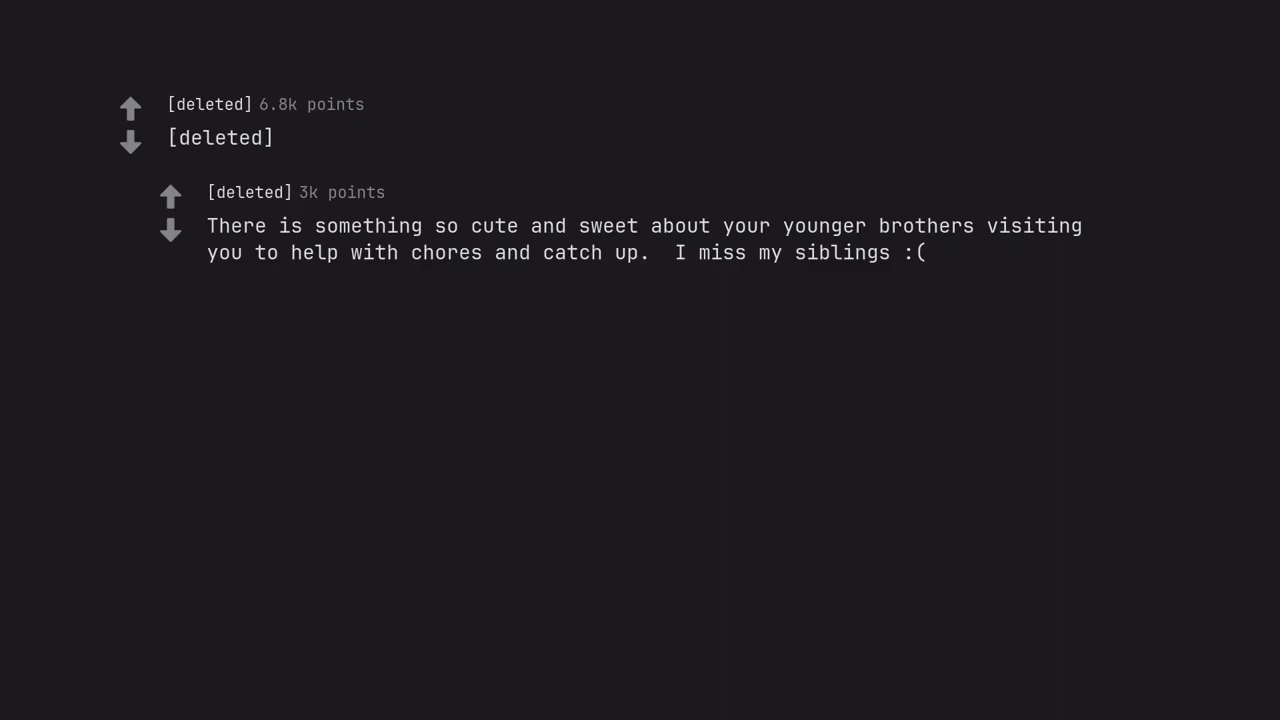 [deleted] 6.8k points
[deleted]
[deleted] 3k points
There is something so cute and sweet about your younger brothers visiting
you to help with chores and catch up.  I miss my siblings :(